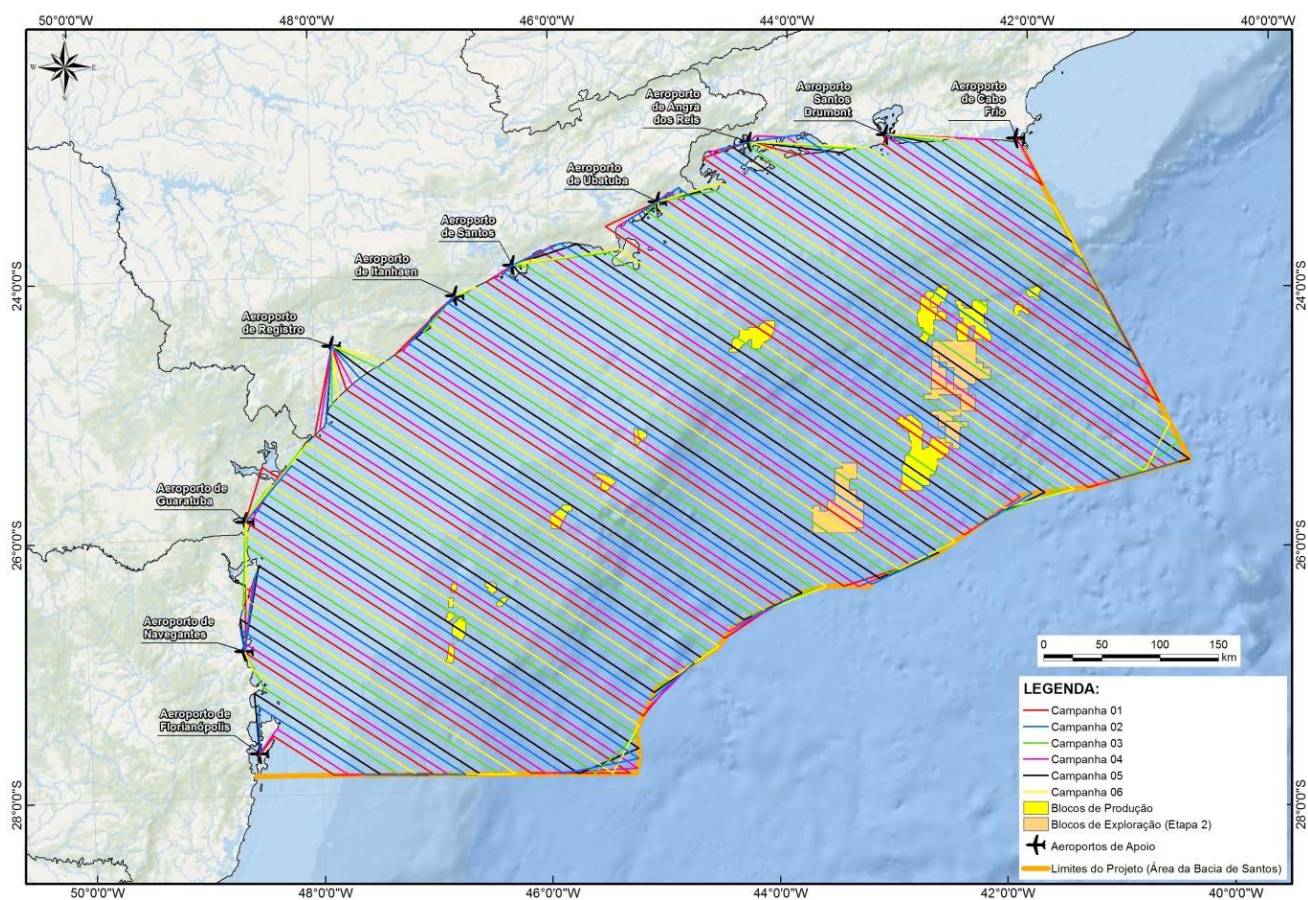 50°0'0"W
48°0'0"W
46°0'0"W
44°0'0"W
42°0'0"W
40°0'0"W
N
W
E
S
Aeroporto
de Angra
dos Reis
Aeroporto
Santos
Drumont
Aeroporto
de Cabo
Frio
Aeroporto
de Ubatuba
Aeroporto
de Santos
Aeroporto
de Itanhaen
Aeroporto
de Registro
Aeroporto de
Guaratuba
Aeroporto de
Navegantes
Aeroporto de
Florianópolis
24°0'0"S
26°0'0"S
28°0'0"S
24°0'0"S
26°0'0"S
28°0'0"S
0 50 100 150
km
LEGENDA:
Campanha 01
Campanha 02
Campanha 03
Campanha 04
Campanha 05
Campanha 06
Blocos de Produção
Blocos de Exploração (Etapa 2)
Aeroportos de Apoio
Limites do Projeto (Área da Bacia de Santos)
50°0'0"W
48°0'0"W
46°0'0"W
44°0'0"W
42°0'0"W
40°0'0"W